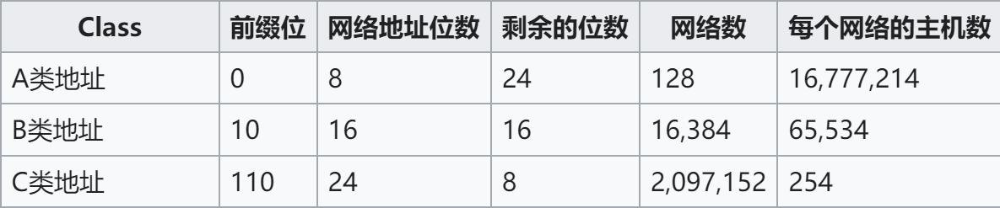 Class 前缀位 网络地址位数 剩余的位数 网络数 每个网络的主机数
A类地址 0 8 24 128 16,777,214
B类地址 10 16 16 16,384 65,534
C类地址 110 24 8 2,097,152 254